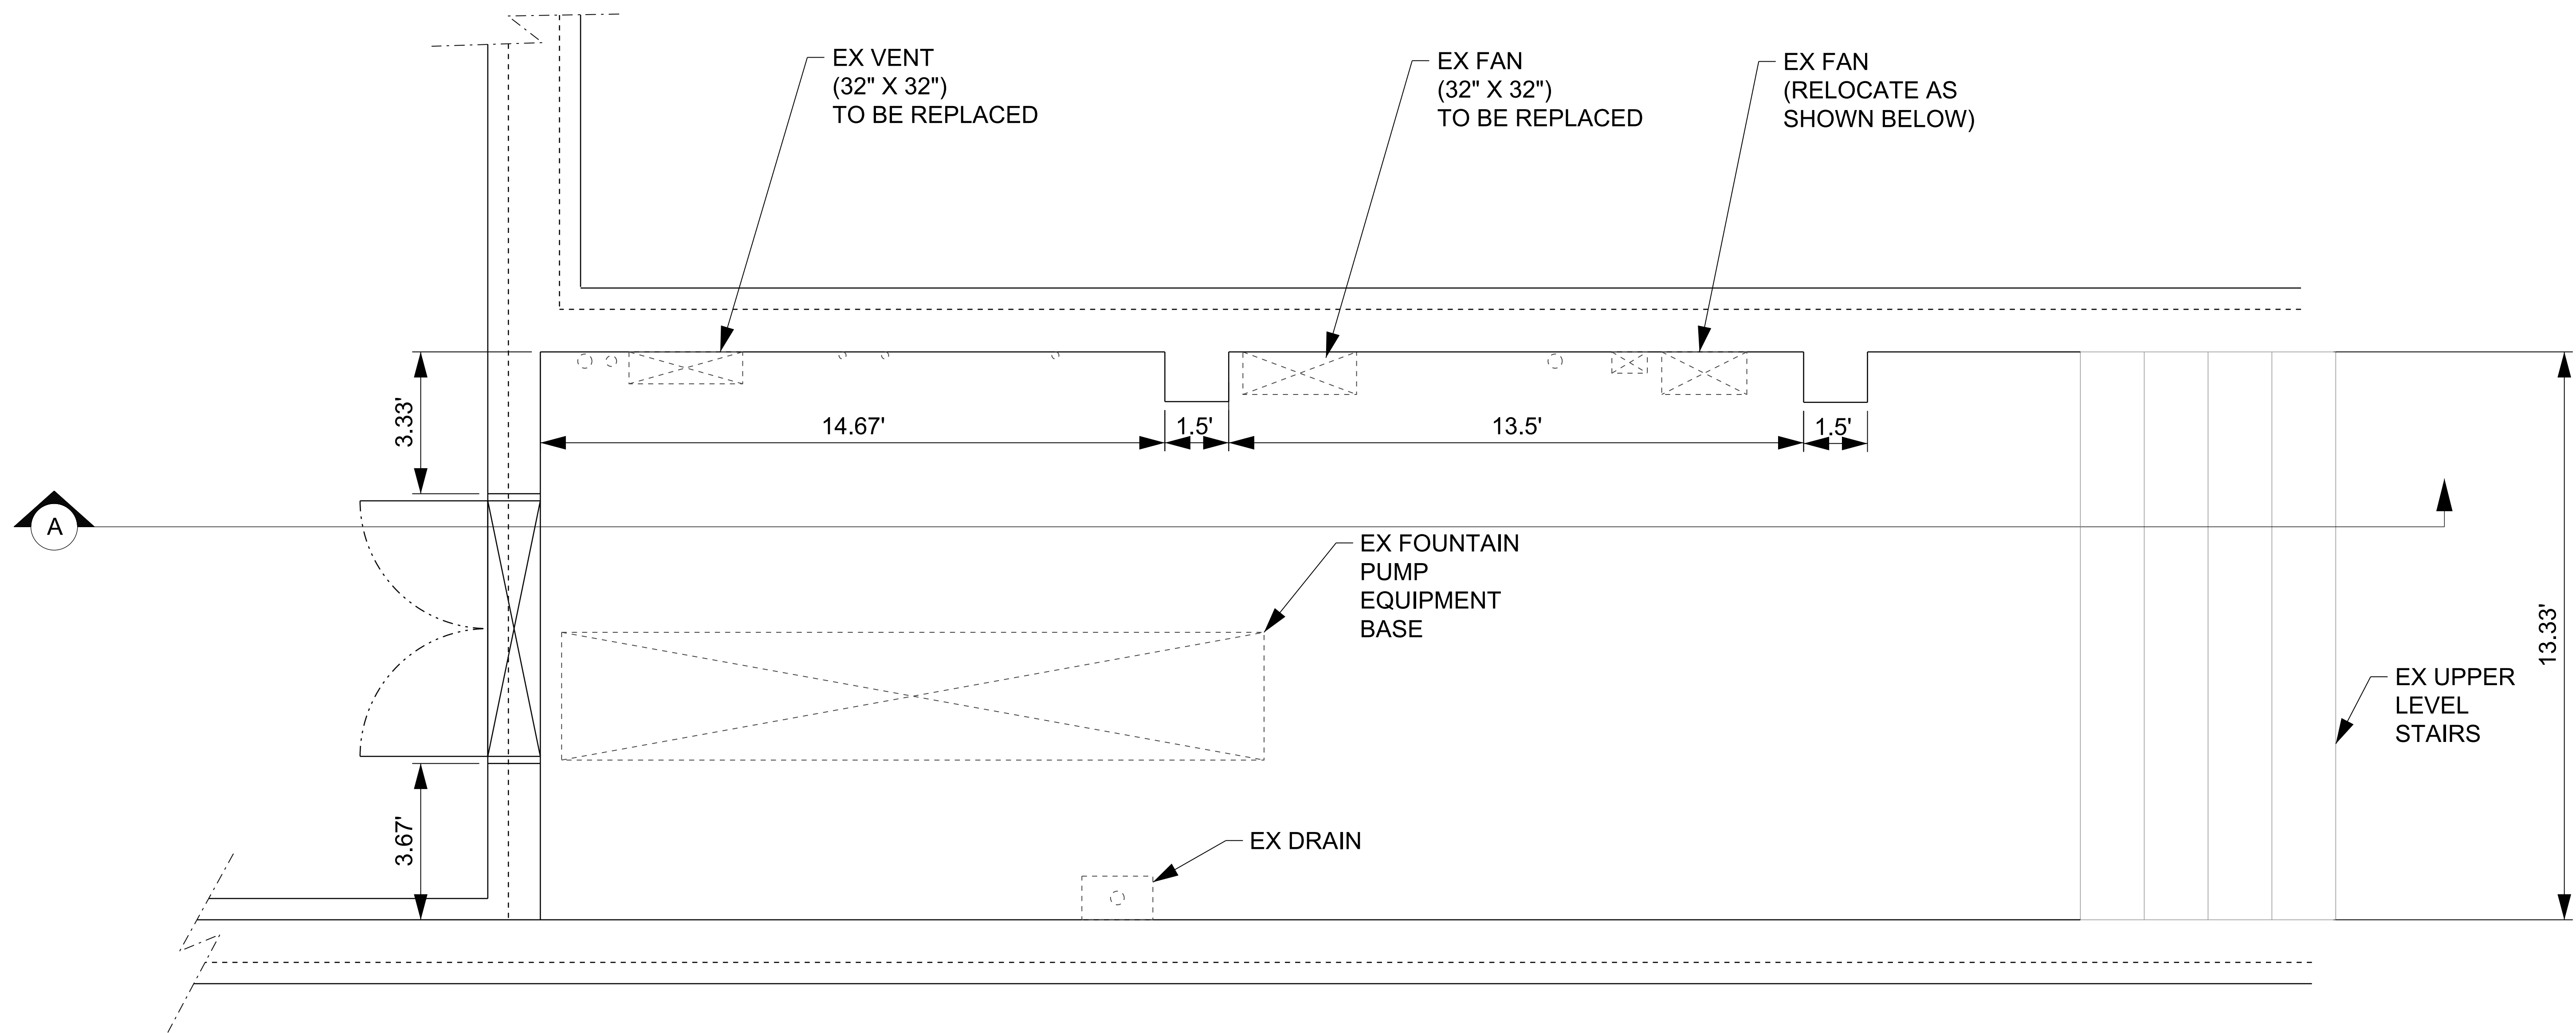 EX VENT
(32" X 32")
TO BE REPLACED
EX FAN
(32" X 32")
TO BE REPLACED
EX FAN
(RELOCATE AS
SHOWN BELOW)
3.33'
14.67'
1.5'
13.5'
1.5'
A
EX FOUNTAIN
PUMP
EQUIPMENT
BASE
13.33'
EX UPPER
LEVEL
STAIRS
3.67'
EX DRAIN